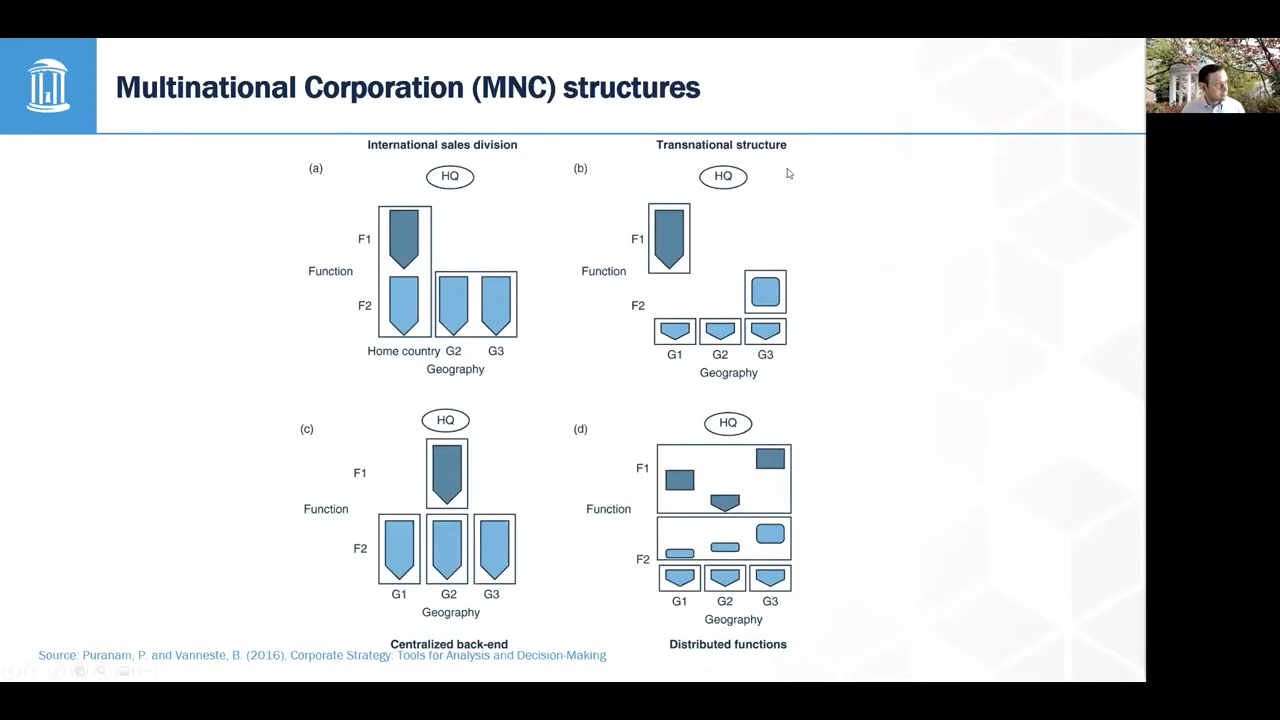 Multinational Corporation (MNC) structures
International sales division
(a)
HQ
F1
Function
F2
Home country G2 G3
Geography
Transnational structure
(b)
HQ
F1
Function
F2
G1 G2 G3
Geography
(c)
HQ
F1
Function
F2
G1 G2 G3
Geography
Centralized back-end
(d)
HQ
F1
Function
F2
G1 G2 G3
Geography
Distributed functions
Source: Puranam, P. and Vanneste, B. (2016), Corporate Strategy: Tools for Analysis and Decision-Making